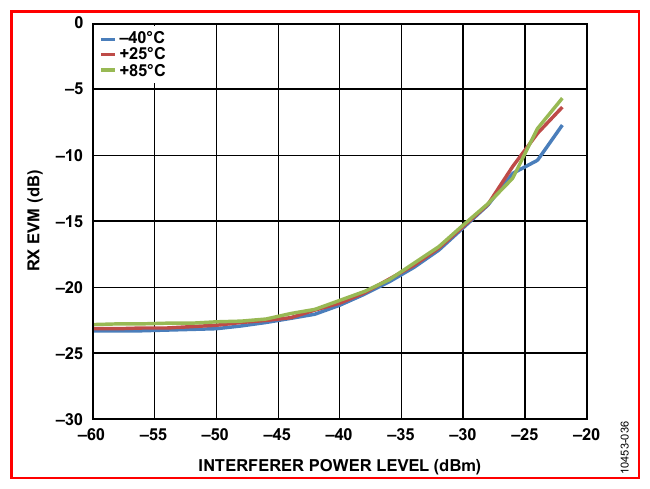 0
–5
–10
–15
–20
–25
–30
RX EVM (dB)
–40°C
+25°C
+85°C
–60 –55 –50 –45 –40 –35 –30 –25 –20
INTERFERER POWER LEVEL (dBm)
10453-036